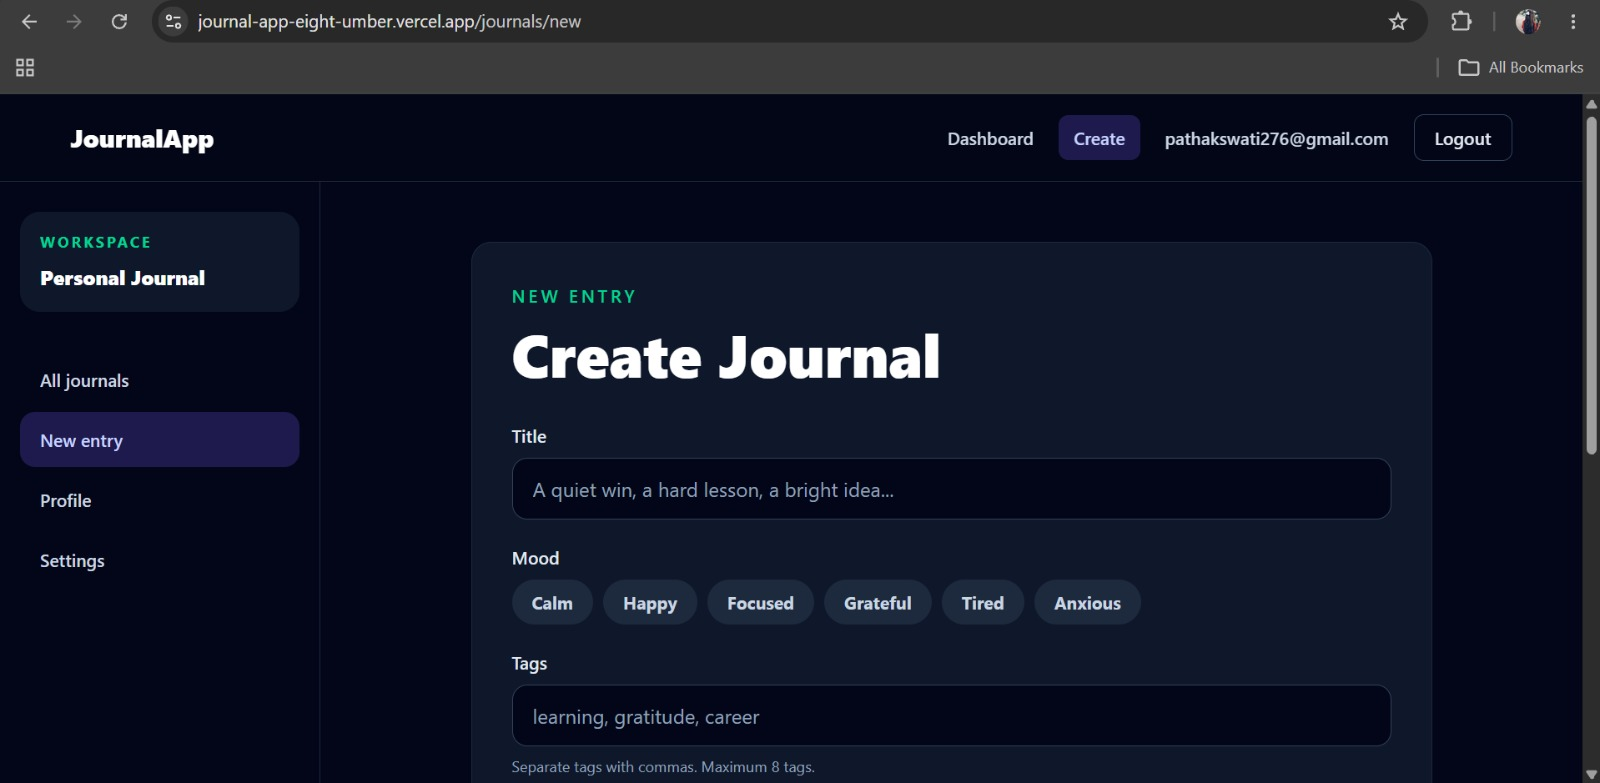 journal-app-eight-umber.vercel.app/journals/new
All Bookmarks
JournalApp
Dashboard
Create
pathakswati276@gmail.com
Logout
WORKSPACE
Personal Journal
All journals
New entry
Profile
Settings
NEW ENTRY
Create Journal
Title
A quiet win, a hard lesson, a bright idea...
Mood
Calm
Happy
Focused
Grateful
Tired
Anxious
Tags
learning, gratitude, career
Separate tags with commas. Maximum 8 tags.